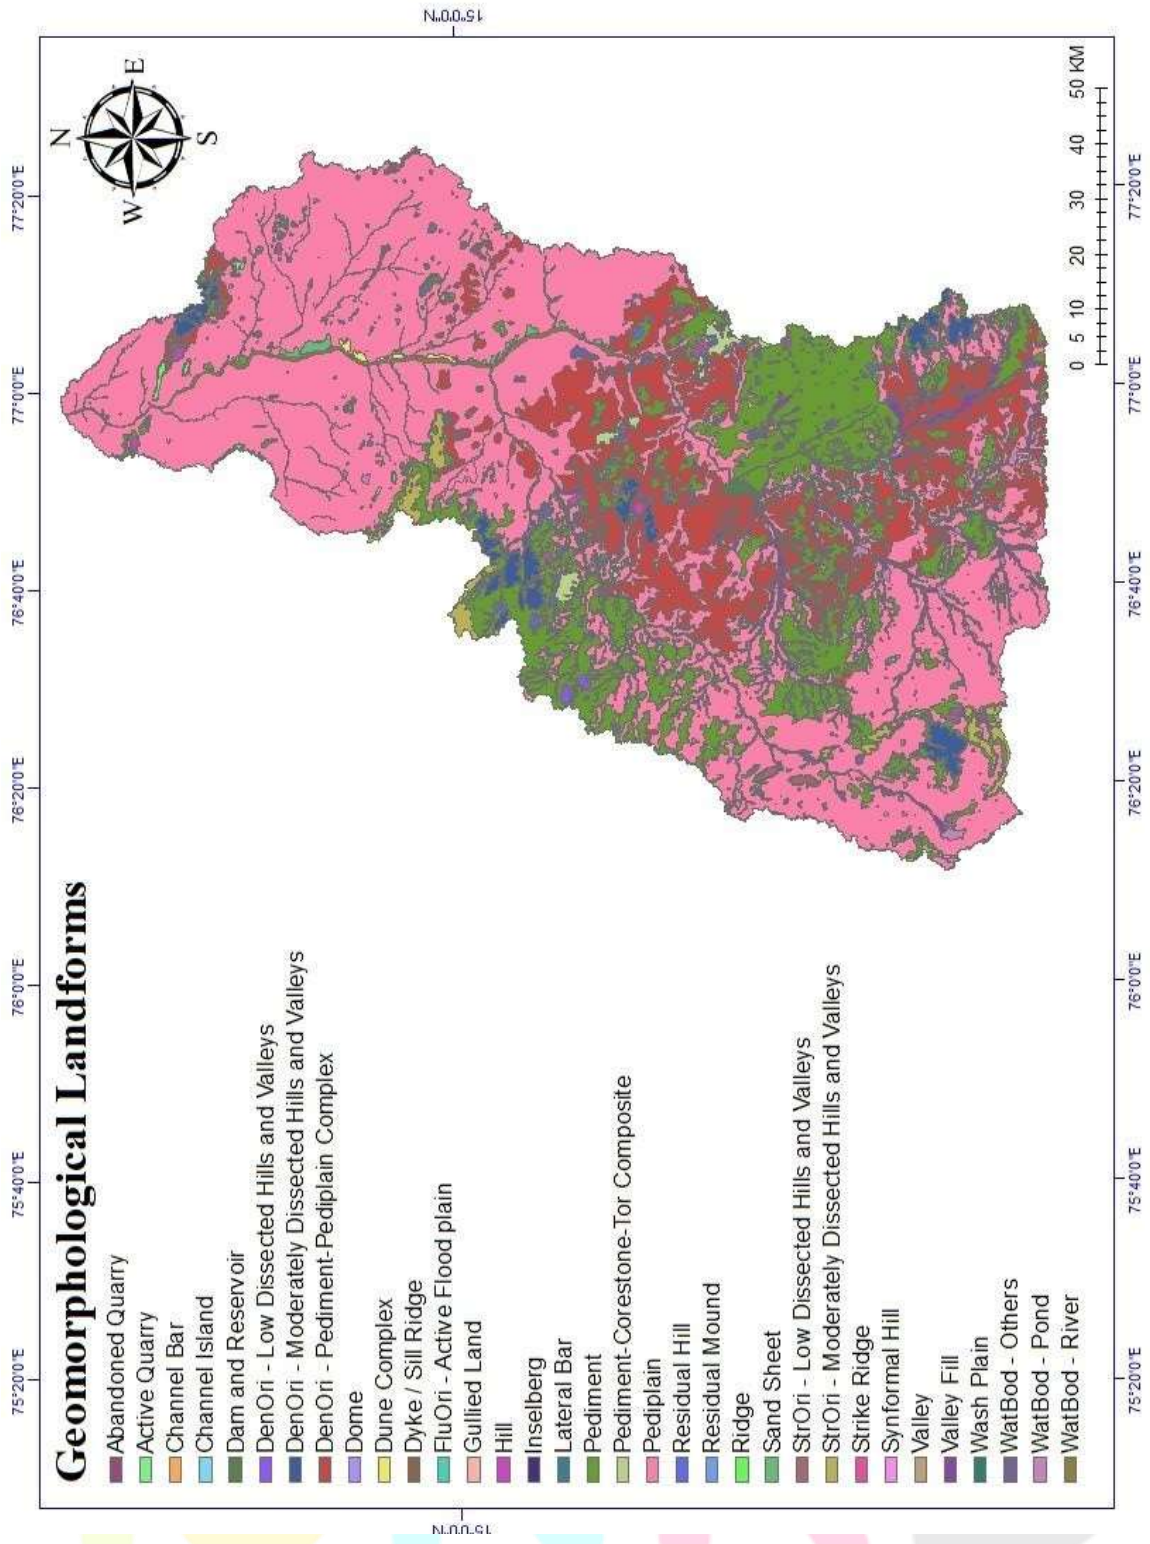 Geomorphological Landforms
Abandoned Quarry
Active Quarry
Channel Bar
Channel Island
Dam and Reservoir
DenOri - Low Dissected Hills and Valleys
DenOri - Moderately Dissected Hills and Valleys
DenOri - Pediment-Pediplain Complex
Dome
Dune Complex
Dyke / Sill Ridge
FluOri - Active Flood plain
Gullied Land
Hill
Inselberg
Lateral Bar
Pediment
Pediment-Corestone-Tor Composite
Pediplain
Residual Hill
Residual Mound
Ridge
Sand Sheet
StrOri - Low Dissected Hills and Valleys
StrOri - Moderately Dissected Hills and Valleys
Strike Ridge
Synformal Hill
Valley
Valley Fill
Wash Plain
WatBod - Others
WatBod - Pond
WatBod - River
75°20'0"E 75°40'0"E 76°0'0"E 76°20'0"E 76°40'0"E 77°0'0"E 77°20'0"E
N
W E
S
15°0'0"N
15°0'0"N
0 5 10 20 30 40 50 KM
75°20'0"E 75°40'0"E 76°0'0"E 76°20'0"E 76°40'0"E 77°0'0"E 77°20'0"E